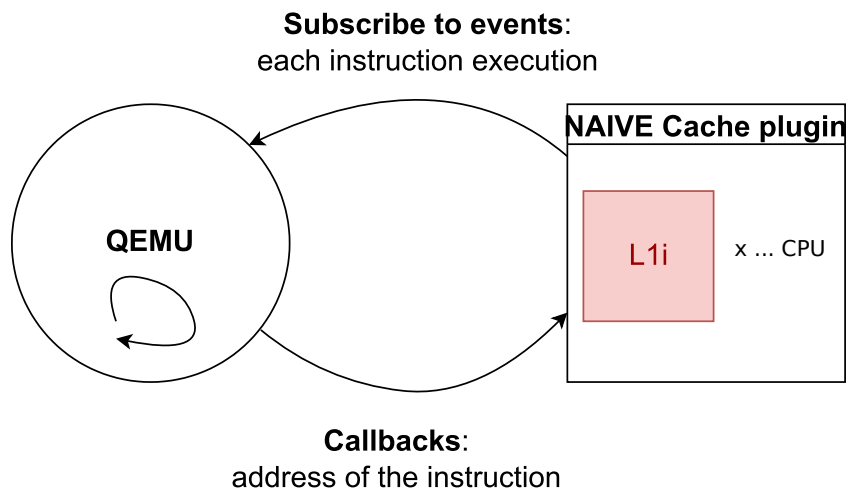 Subscribe to events:
each instruction execution
NAIVE Cache plugin
QEMU
L1i
x ... CPU
Callbacks:
address of the instruction